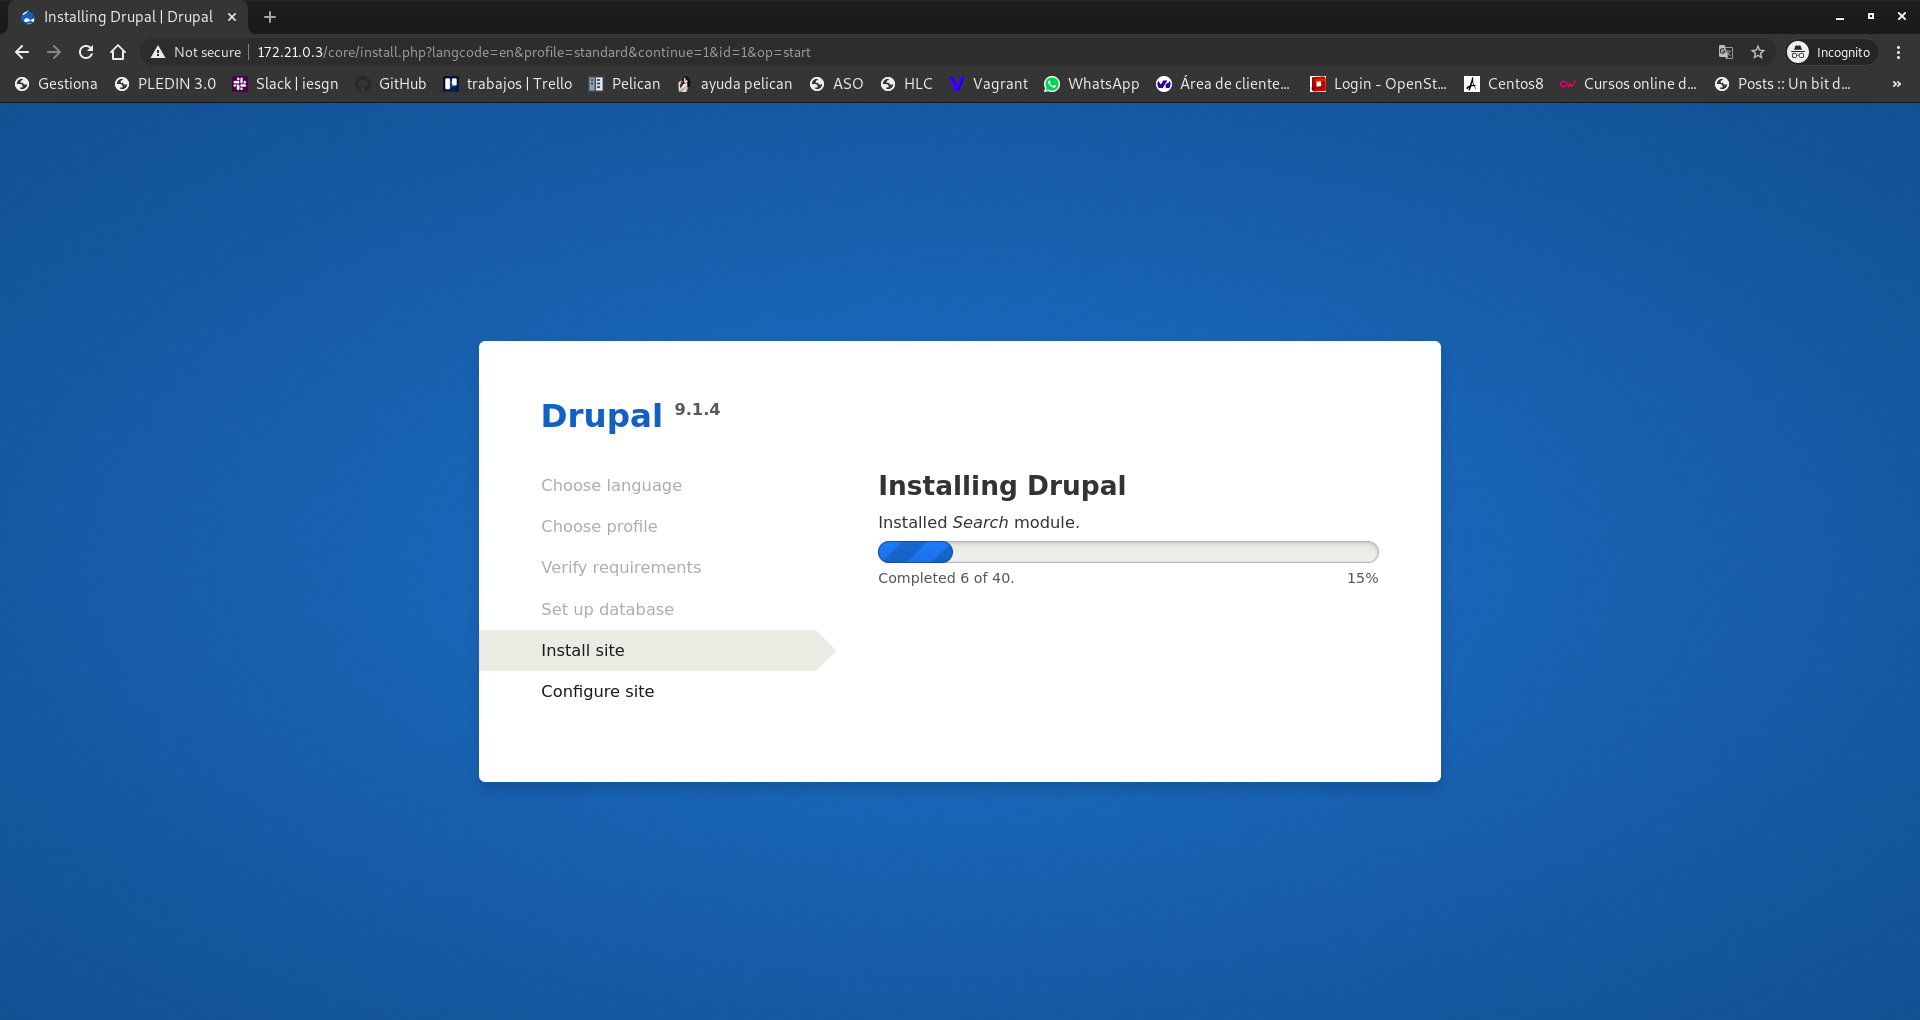 Installing Drupal | Drupal
Not secure 172.21.0.3/core/install.php?langcode=en&profile=standard&continue=1&id=1&op=start Incognito
Gestiona PLEDIN 3.0 Slack | iesgn GitHub trabajos | Trello Pelican ayuda pelican ASO HLC Vagrant WhatsApp Área de cliente... Login - OpenSt... Centos8 Cursos online d... Posts :: Un bit d... »
Drupal 9.1.4
Choose language
Choose profile
Verify requirements
Set up database
Install site
Configure site
Installing Drupal
Installed Search module.
Completed 6 of 40. 15%